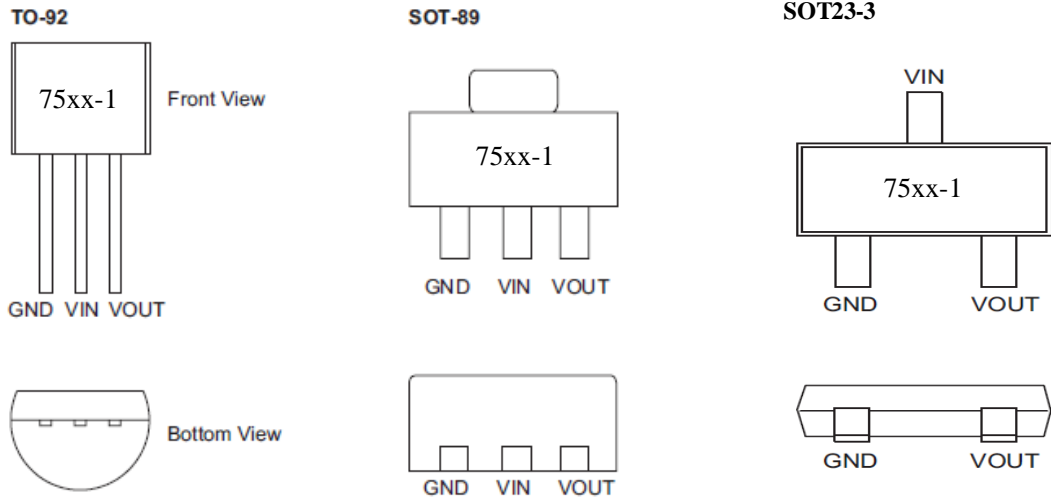 TO-92
75xx-1
Front View
GND VIN VOUT
Bottom View
SOT-89
75xx-1
GND VIN VOUT
GND VIN VOUT
SOT23-3
VIN
75xx-1
GND VOUT
GND VOUT